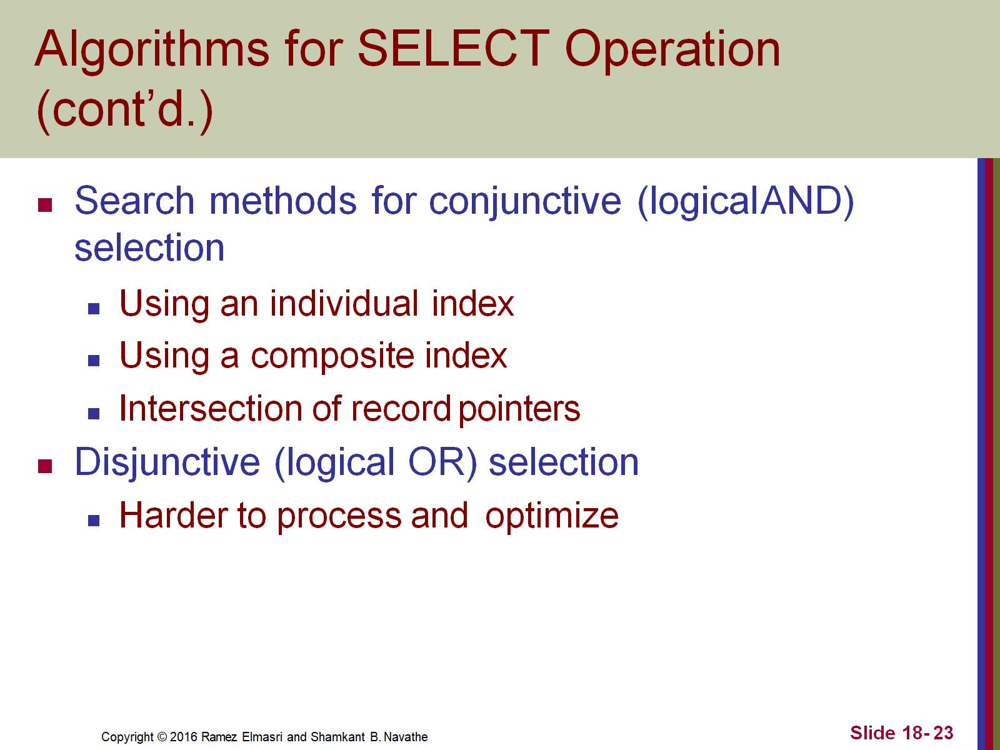 Algorithms for SELECT Operation
(cont’d.)
Search methods for conjunctive (logical AND)
selection
Using an individual index
Using a composite index
Intersection of record pointers
Disjunctive (logical OR) selection
Harder to process and optimize
Copyright © 2016 Ramez Elmasri and Shamkant B. Navathe
Slide 18- 23